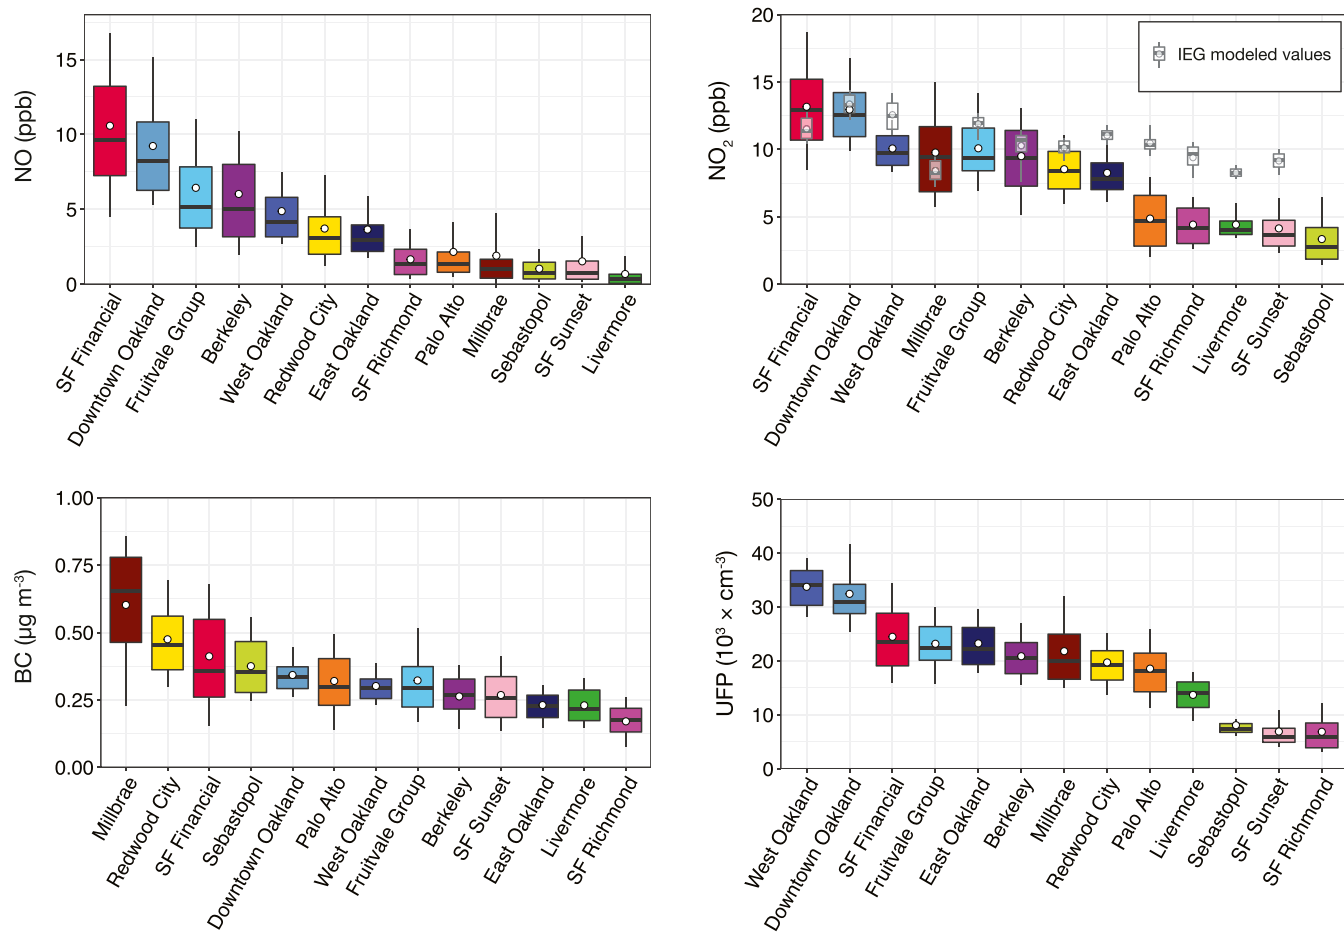 NO (ppb)
15
10
5
0
SF Financial
Downtown Oakland
Fruitvale Group
Berkeley
West Oakland
Redwood City
East Oakland
SF Richmond
Palo Alto
Millbrae
Sebastopol
SF Sunset
Livermore
NO₂ (ppb)
20
15
10
5
0
IEG modeled values
SF Financial
Downtown Oakland
West Oakland
Millbrae
Fruitvale Group
Berkeley
Redwood City
East Oakland
Palo Alto
SF Richmond
Livermore
SF Sunset
Sebastopol
BC (µg m⁻³)
1.00
0.75
0.50
0.25
0.00
Millbrae
Redwood City
SF Financial
Sebastopol
Downtown Oakland
Palo Alto
West Oakland
Fruitvale Group
Berkeley
SF Sunset
East Oakland
Livermore
SF Richmond
UFP (10³ × cm⁻³)
50
40
30
20
10
0
West Oakland
Downtown Oakland
SF Financial
Fruitvale Group
East Oakland
Berkeley
Millbrae
Redwood City
Palo Alto
Livermore
Sebastopol
SF Sunset
SF Richmond